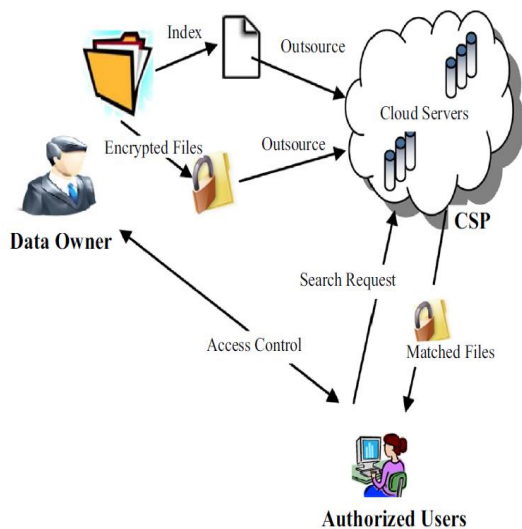 Index
Outsource
Cloud Servers
Encrypted Files
Outsource
CSP
Data Owner
Search Request
Access Control
Matched Files
Authorized Users